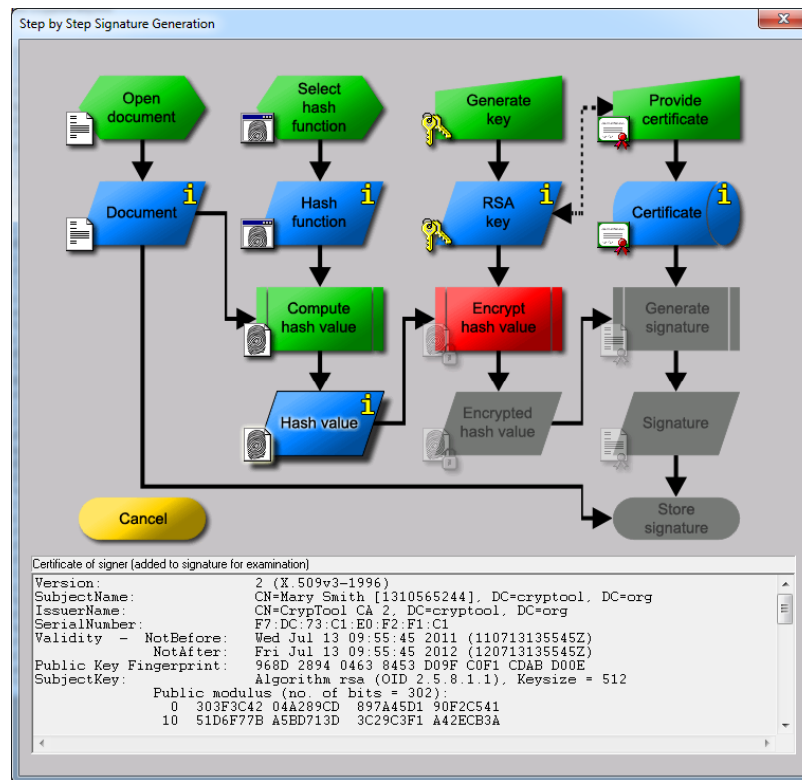 Step by Step Signature Generation
Open
document
Select
hash
function
Generate
key
Provide
certificate
Document
i
Hash
function
i
RSA
key
i
Certificate
i
Compute
hash value
Encrypt
hash value
Generate
signature
Hash value
i
Encrypted
hash value
Signature
Cancel
Store
signature
Certificate of signer (added to signature for examination)
Version: 2 (X.509v3-1996)
SubjectName: CN=Mary Smith [1310565244], DC=cryptool, DC=org
IssuerName: CN=CrypTool CA 2, DC=cryptool, DC=org
SerialNumber: F7:DC:73:C1:E0:F2:F1:C1
Validity - NotBefore: Wed Jul 13 09:55:45 2011 (110713135545Z)
NotAfter: Fri Jul 13 09:55:45 2012 (120713135545Z)
Public Key Fingerprint: 968D 2894 0463 8453 D09F C0F1 CDAB D00E
SubjectKey: Algorithm rsa (OID 2.5.8.1.1), Keysize = 512
Public modulus (no. of bits = 302):
0 303F3C42 04A289CD 897A45D1 90F2C541
10 51D6F77B A5BD713D 3C29C3F1 A42ECB3A